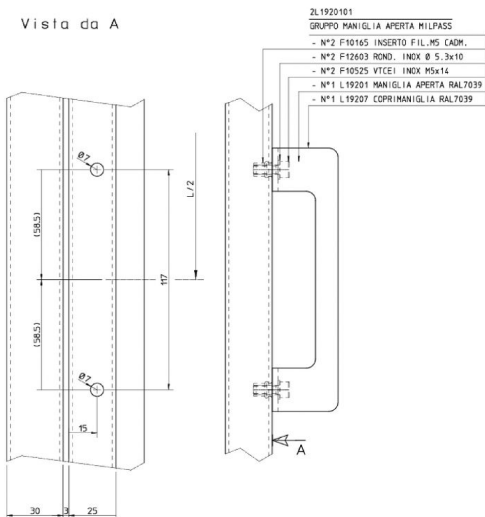 Vista da A
2L1920101
GRUPPO MANIGLIA APERTA MILPASS
- N°2 F10165 INSERTO FIL.M5 CADM.
- N°2 F12603 ROND. INOX Ø 5.3x10
- N°2 F10525 VTCEI INOX M5x14
- N°1 L19201 MANIGLIA APERTA RAL7039
- N°1 L19207 COPRIMANIGLIA RAL7039
Ø7
L/2
(58.5)
117
(58.5)
Ø7
15
A
30
3
25